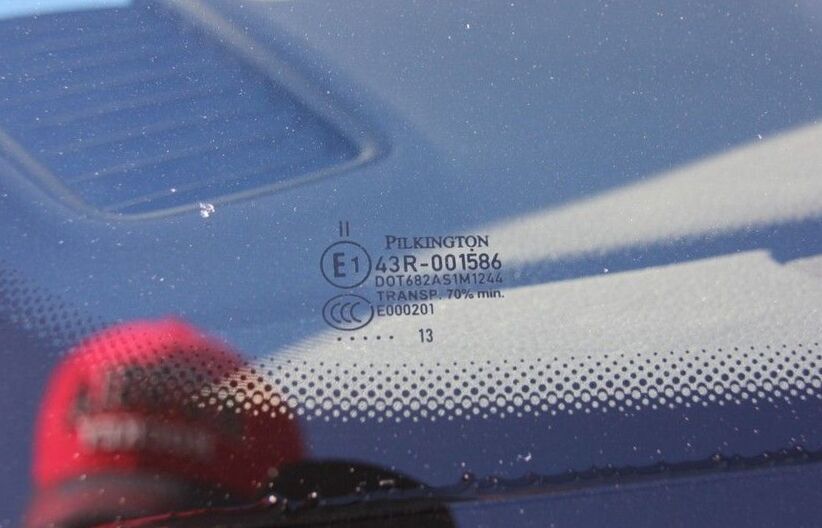 II
PILKINGTON
E1 43R-001586
DOT682AS1M1244
TRANSP. 70% min.
CCC E000201
..... 13